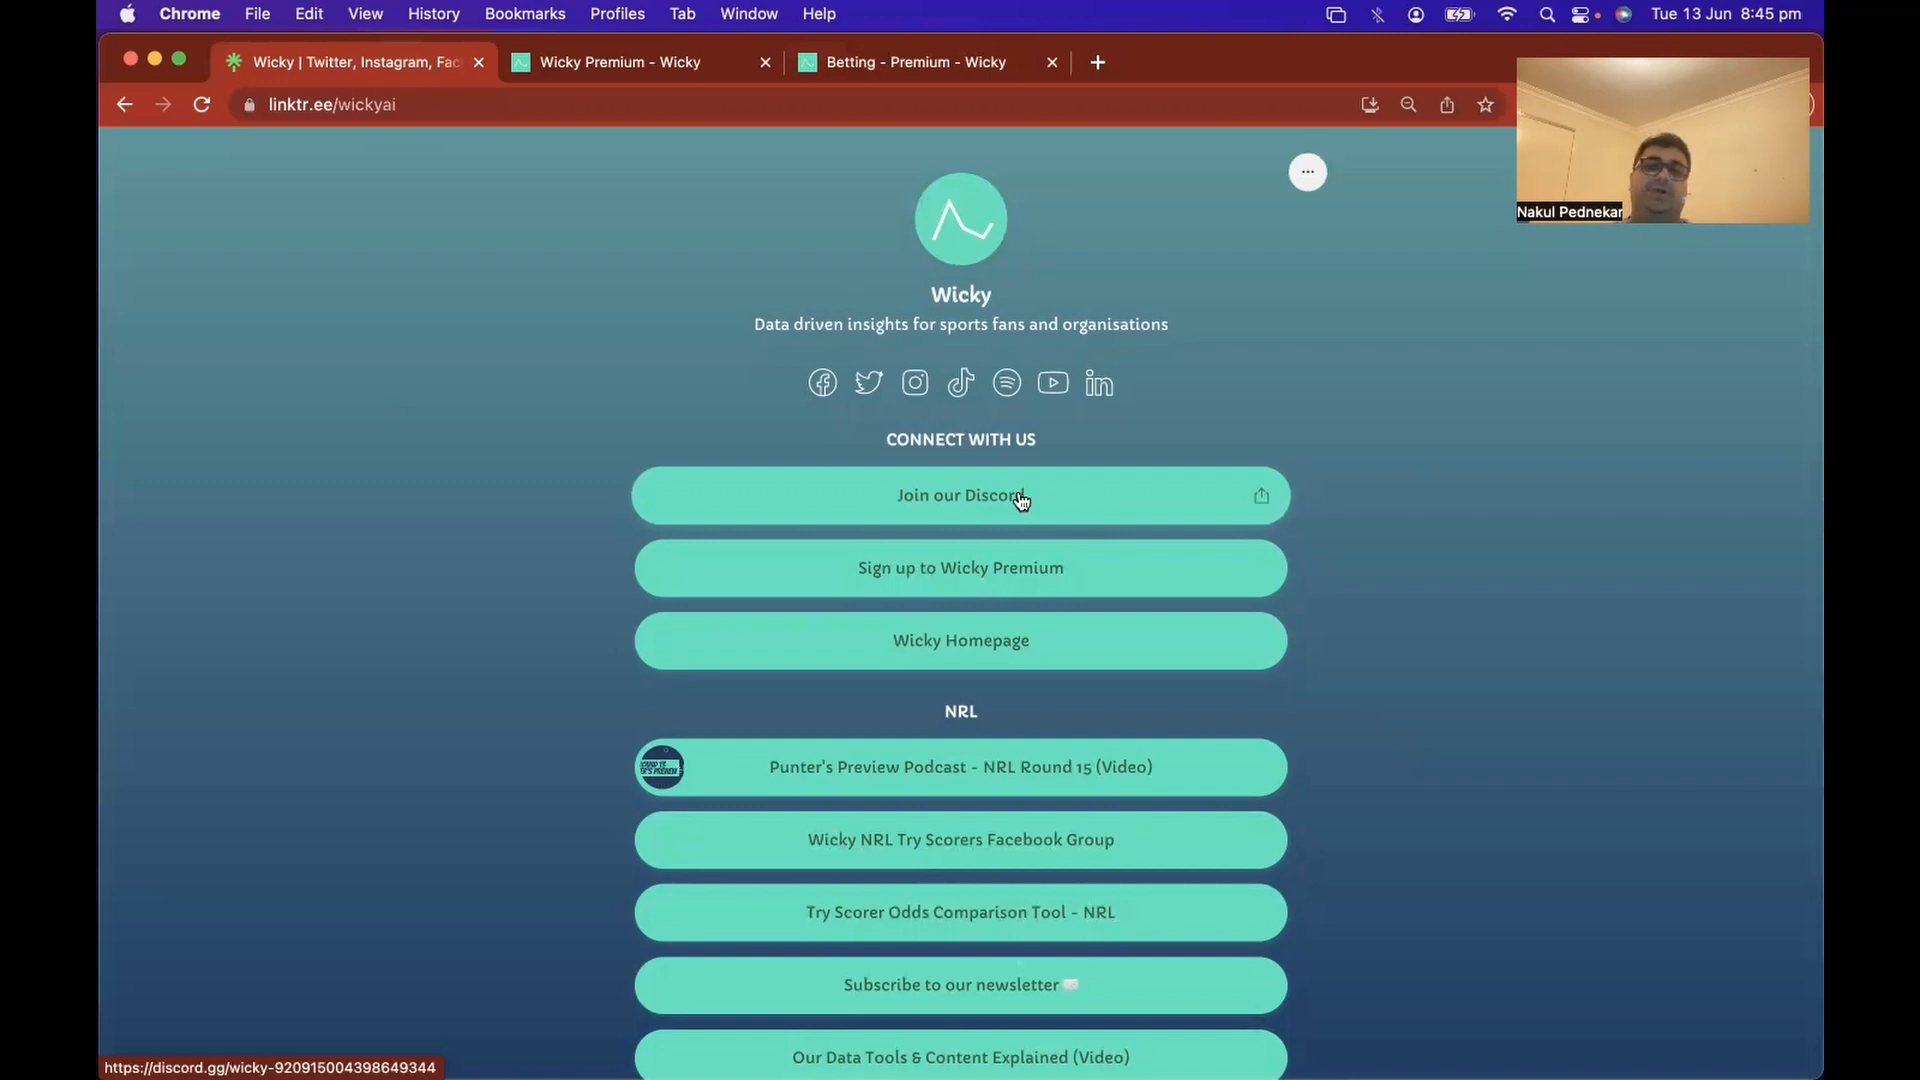 Chrome File Edit View History Bookmarks Profiles Tab Window Help Tue 13 Jun 8:45 pm
Wicky | Twitter, Instagram, Fac Wicky Premium - Wicky Betting - Premium - Wicky
linktr.ee/wickyai
Nakul Pednekar
Wicky
Data driven insights for sports fans and organisations
CONNECT WITH US
Join our Discord
Sign up to Wicky Premium
Wicky Homepage
NRL
Punter's Preview Podcast - NRL Round 15 (Video)
Wicky NRL Try Scorers Facebook Group
Try Scorer Odds Comparison Tool - NRL
Subscribe to our newsletter
Our Data Tools & Content Explained (Video)
https://discord.gg/wicky-920915004398649344